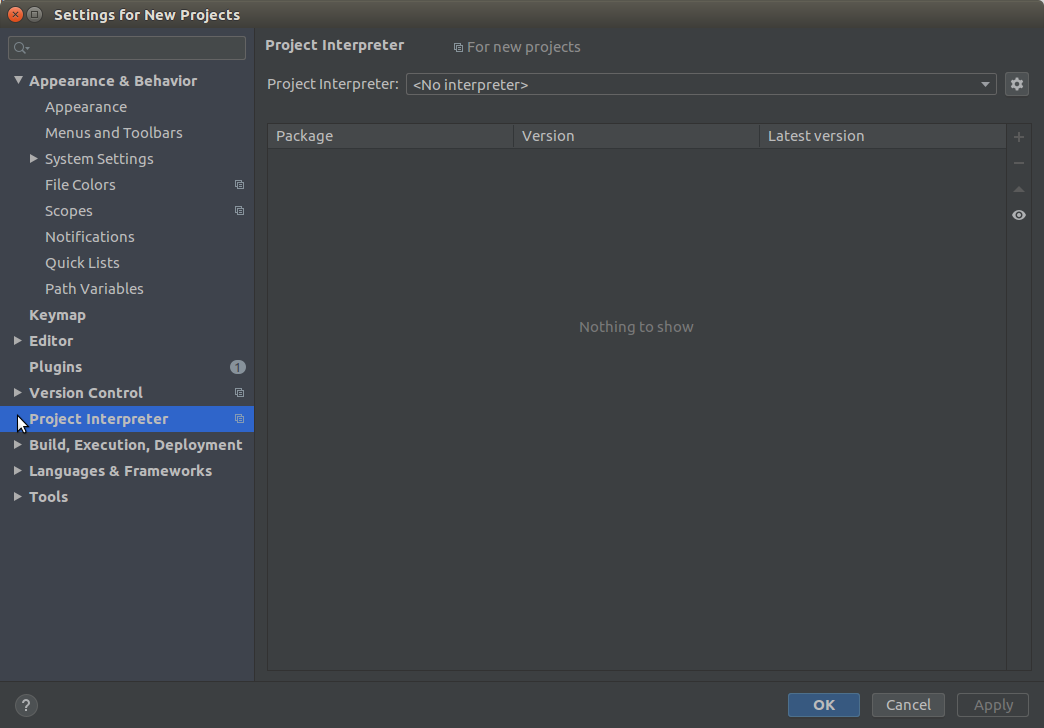 Settings for New Projects
Appearance & Behavior
Appearance
Menus and Toolbars
System Settings
File Colors
Scopes
Notifications
Quick Lists
Path Variables
Keymap
Editor
Plugins 1
Version Control
Project Interpreter
Build, Execution, Deployment
Languages & Frameworks
Tools
Project Interpreter For new projects
Project Interpreter: <No interpreter>
Package Version Latest version
Nothing to show
? OK Cancel Apply